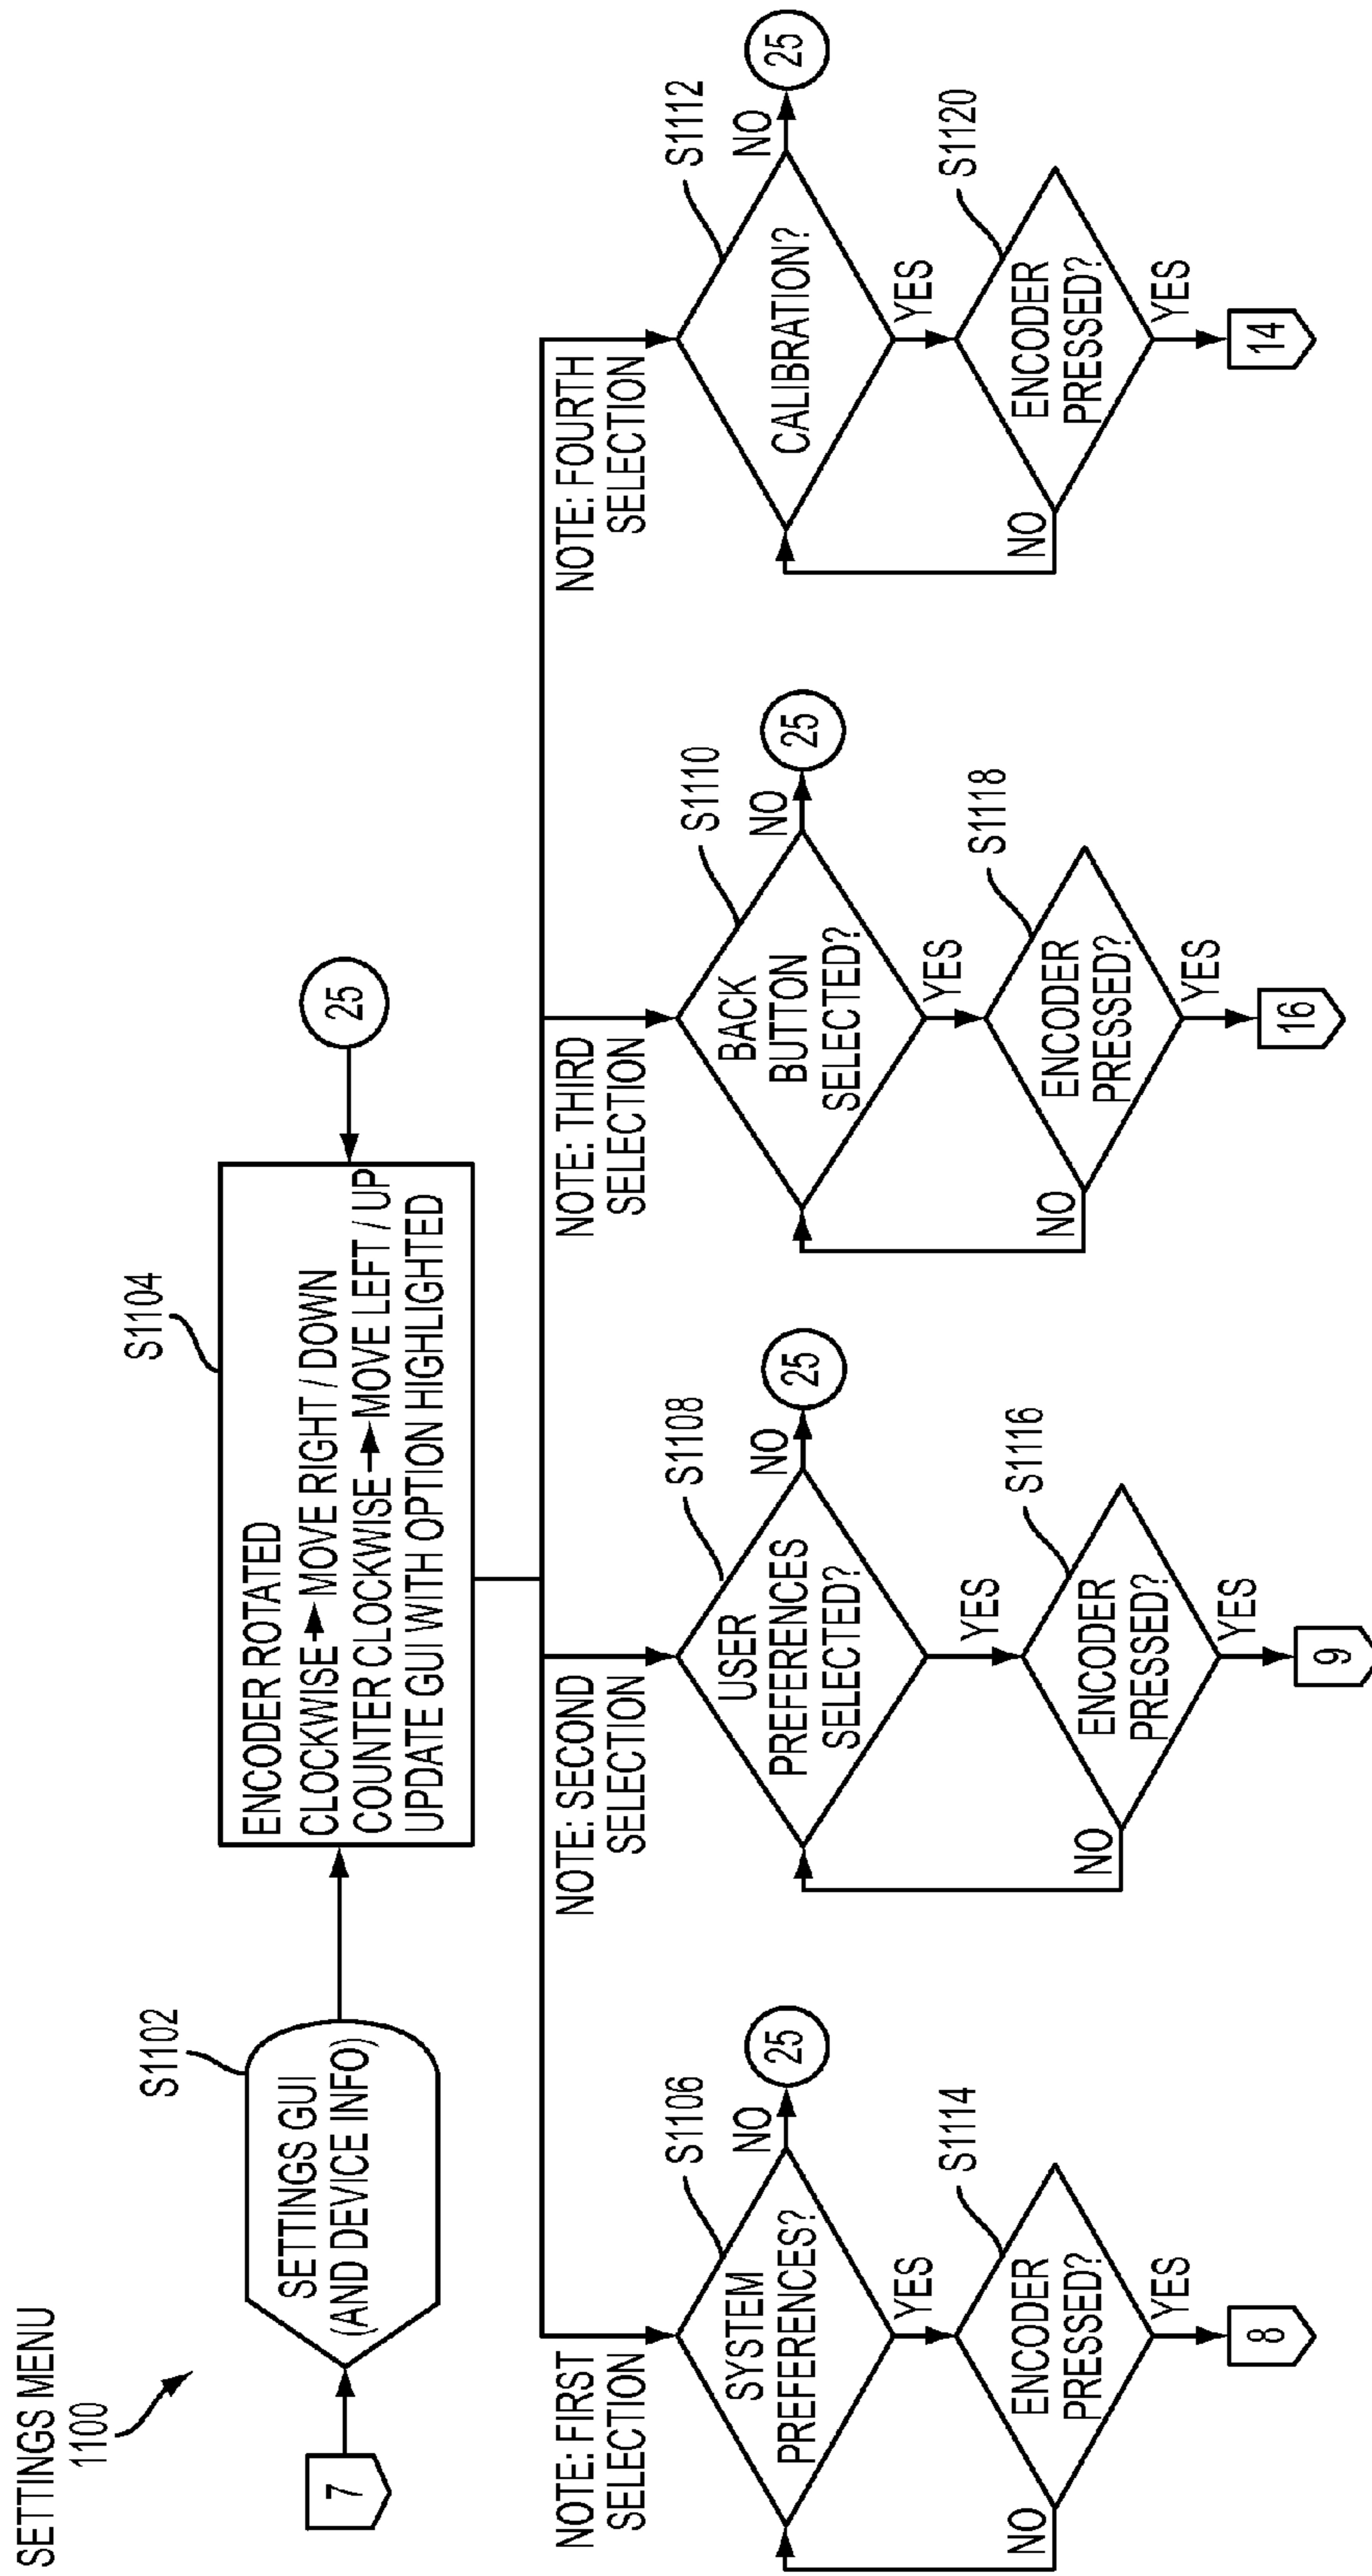 SETTINGS MENU
1100
7
S1102
SETTINGS GUI
(AND DEVICE INFO)
S1104
ENCODER ROTATED
CLOCKWISE → MOVE RIGHT / DOWN
COUNTER CLOCKWISE → MOVE LEFT / UP
UPDATE GUI WITH OPTION HIGHLIGHTED
25
NOTE: FIRST
SELECTION
S1106
SYSTEM
PREFERENCES?
NO
25
YES
S1114
ENCODER
PRESSED?
NO
YES
8
NOTE: SECOND
SELECTION
S1108
USER
PREFERENCES
SELECTED?
NO
25
YES
S1116
ENCODER
PRESSED?
NO
YES
9
NOTE: THIRD
SELECTION
S1110
BACK
BUTTON
SELECTED?
NO
25
YES
S1118
ENCODER
PRESSED?
NO
YES
16
NOTE: FOURTH
SELECTION
S1112
CALIBRATION?
NO
25
YES
S1120
ENCODER
PRESSED?
NO
YES
14